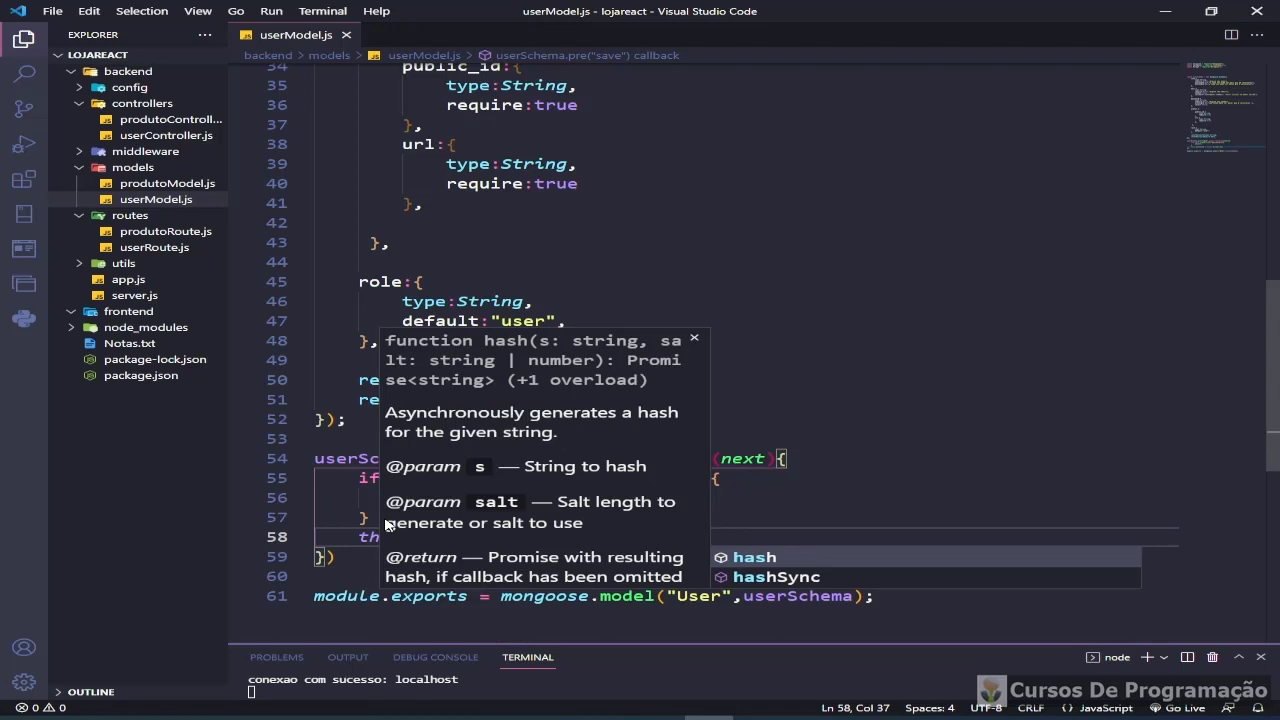 File Edit Selection View Go Run Terminal Help
userModel.js - lojareact - Visual Studio Code
EXPLORER
LOJAREACT
backend
config
controllers
produtoControll...
userController.js
middleware
models
produtoModel.js
userModel.js
routes
produtoRoute.js
userRoute.js
utils
app.js
server.js
frontend
node_modules
Notas.txt
package-lock.json
package.json
OUTLINE
userModel.js
backend > models > userModel.js > userSchema.pre("save") callback
34 public_id:{
35 type:String,
36 require:true
37 },
38 url:{
39 type:String,
40 require:true
41 },
42
43 },
44
45 role:{
46 type:String,
47 default:"user",
48 },
49
50 re
51 re
52 });
53
54 userSc (next){
55 if {
56
57 }
58 th
59 })
60
61 module.exports = mongoose.model("User",userSchema);
function hash(s: string, sa
lt: string | number): Promi
se<string> (+1 overload)
Asynchronously generates a hash
for the given string.
@param s — String to hash
@param salt — Salt length to
generate or salt to use
@return — Promise with resulting
hash, if callback has been omitted
hash
hashSync
PROBLEMS OUTPUT DEBUG CONSOLE TERMINAL
node
conexao com sucesso: localhost
0 0
Ln 58, Col 37 Spaces: 4 UTF-8 CRLF {} JavaScript Go Live
Cursos De Programação